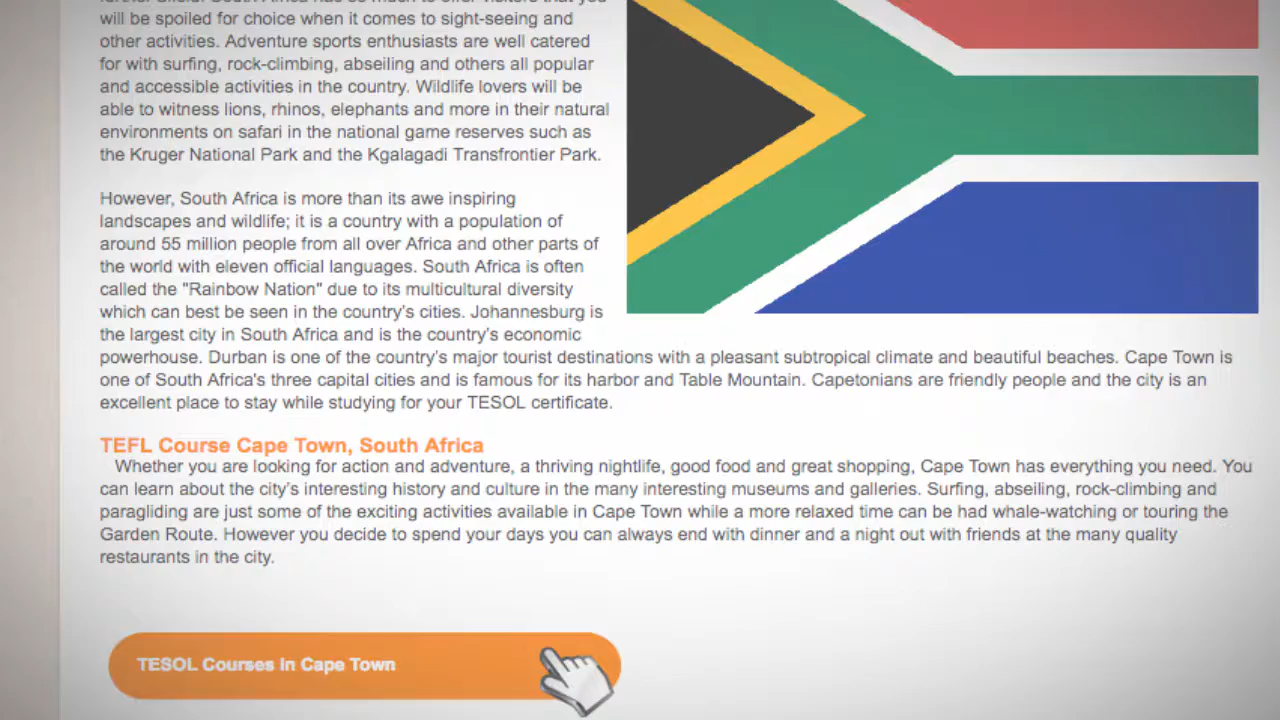 will be spoiled for choice when it comes to sight-seeing and
other activities. Adventure sports enthusiasts are well catered
for with surfing, rock-climbing, abseiling and others all popular
and accessible activities in the country. Wildlife lovers will be
able to witness lions, rhinos, elephants and more in their natural
environments on safari in the national game reserves such as
the Kruger National Park and the Kgalagadi Transfrontier Park.
However, South Africa is more than its awe inspiring
landscapes and wildlife; it is a country with a population of
around 55 million people from all over Africa and other parts of
the world with eleven official languages. South Africa is often
called the "Rainbow Nation" due to its multicultural diversity
which can best be seen in the country's cities. Johannesburg is
the largest city in South Africa and is the country's economic
powerhouse. Durban is one of the country's major tourist destinations with a pleasant subtropical climate and beautiful beaches. Cape Town is
one of South Africa's three capital cities and is famous for its harbor and Table Mountain. Capetonians are friendly people and the city is an
excellent place to stay while studying for your TESOL certificate.
TEFL Course Cape Town, South Africa
Whether you are looking for action and adventure, a thriving nightlife, good food and great shopping, Cape Town has everything you need. You
can learn about the city's interesting history and culture in the many interesting museums and galleries. Surfing, abseiling, rock-climbing and
paragliding are just some of the exciting activities available in Cape Town while a more relaxed time can be had whale-watching or touring the
Garden Route. However you decide to spend your days you can always end with dinner and a night out with friends at the many quality
restaurants in the city.
TESOL Courses in Cape Town